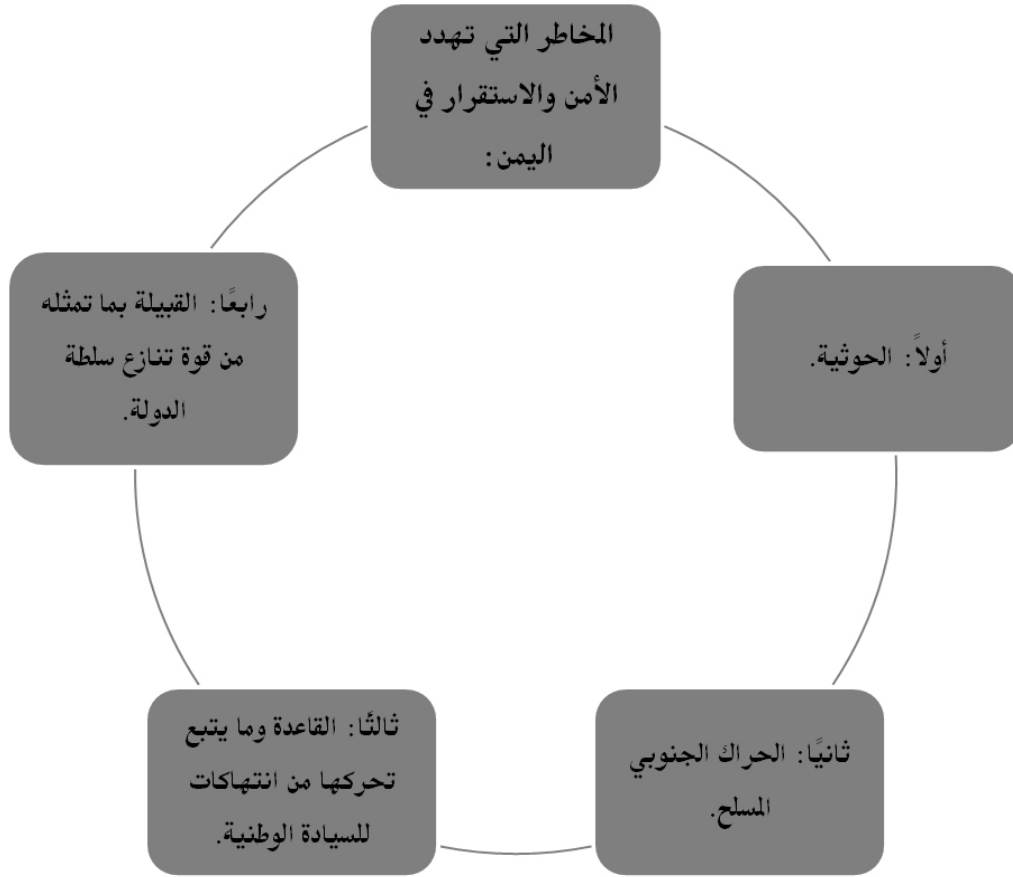 المخاطر التي تهدد
الأمن والاستقرار في
اليمن:
أولاً: الحوثية.
ثانيًا: الحراك الجنوبي
المسلح.
ثالثًا: القاعدة وما يتبع
تحركها من انتهاكات
للسيادة الوطنية.
رابعًا: القبيلة بما تمثله
من قوة تنازع سلطة
الدولة.